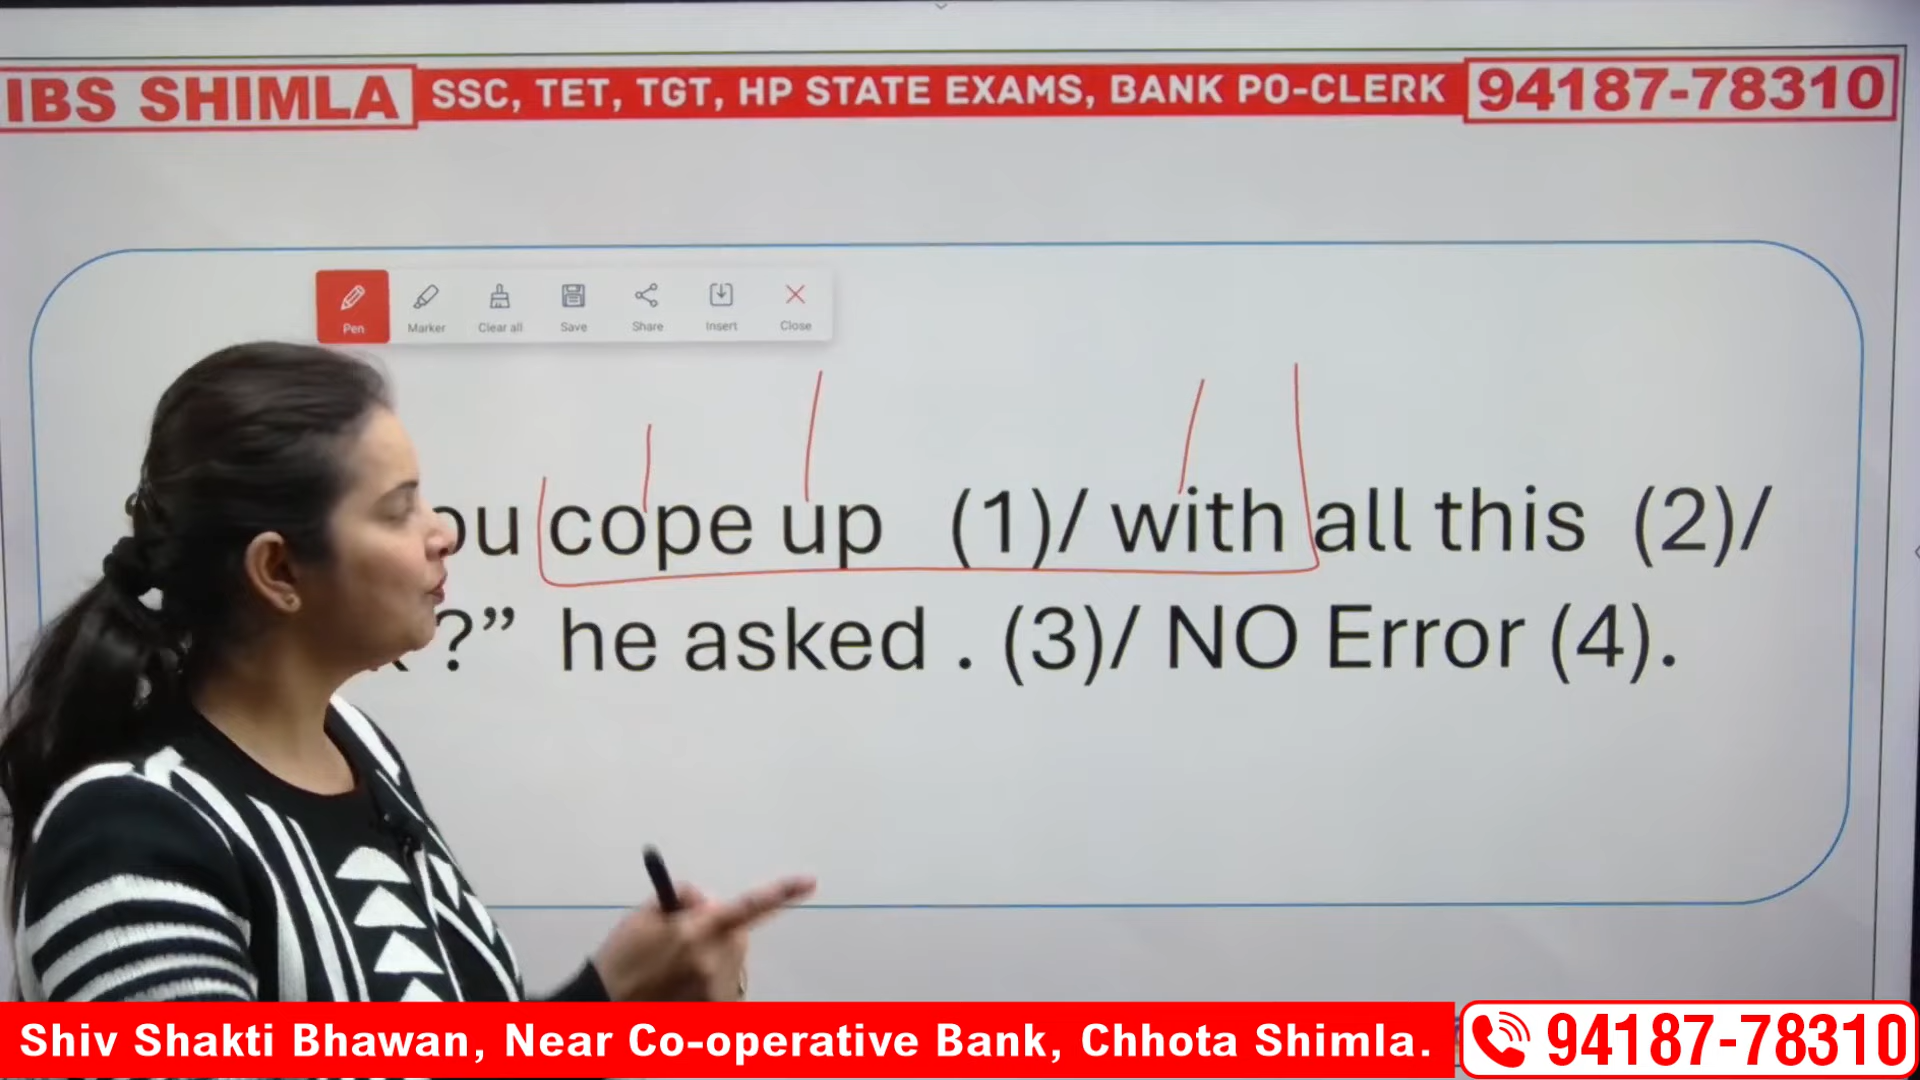 IBS SHIMLA SSC, TET, TGT, HP STATE EXAMS, BANK PO-CLERK 94187-78310
Pen Marker Clear all Save Share Insert Close
cope up (1)/ with all this (2)/
?” he asked . (3)/ NO Error (4).
Shiv Shakti Bhawan, Near Co-operative Bank, Chhota Shimla. 94187-78310